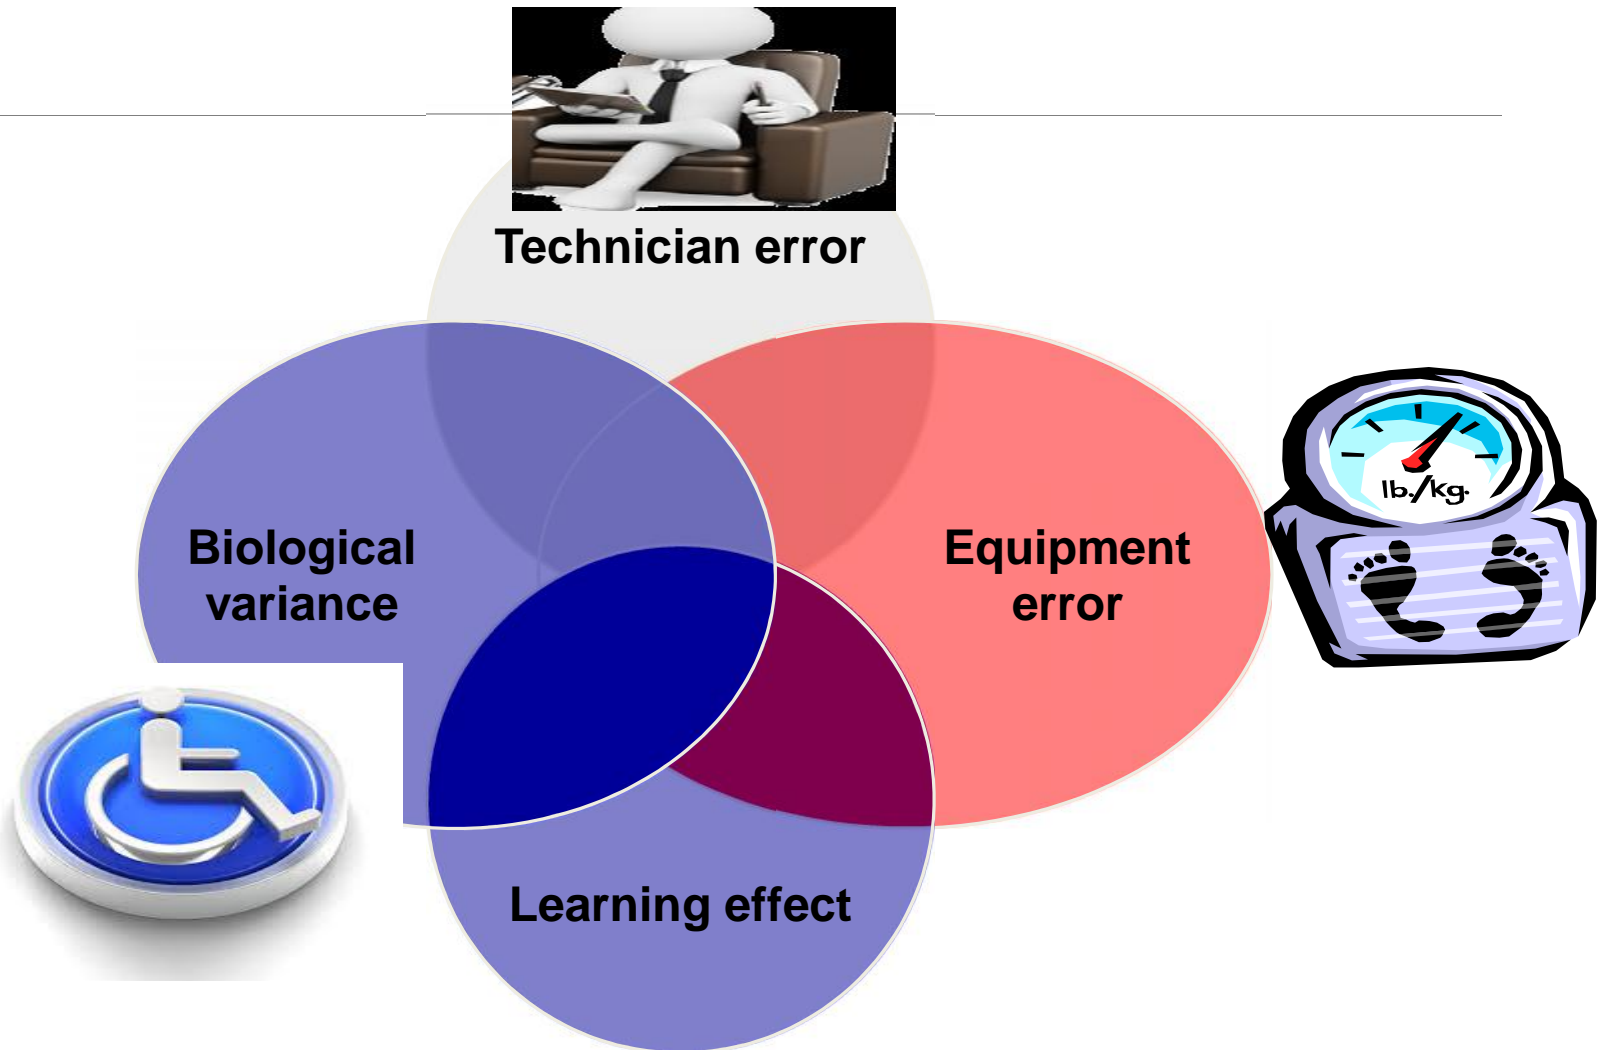 Technician error
Biological
variance
Equipment
error
lb./kg.
Learning effect